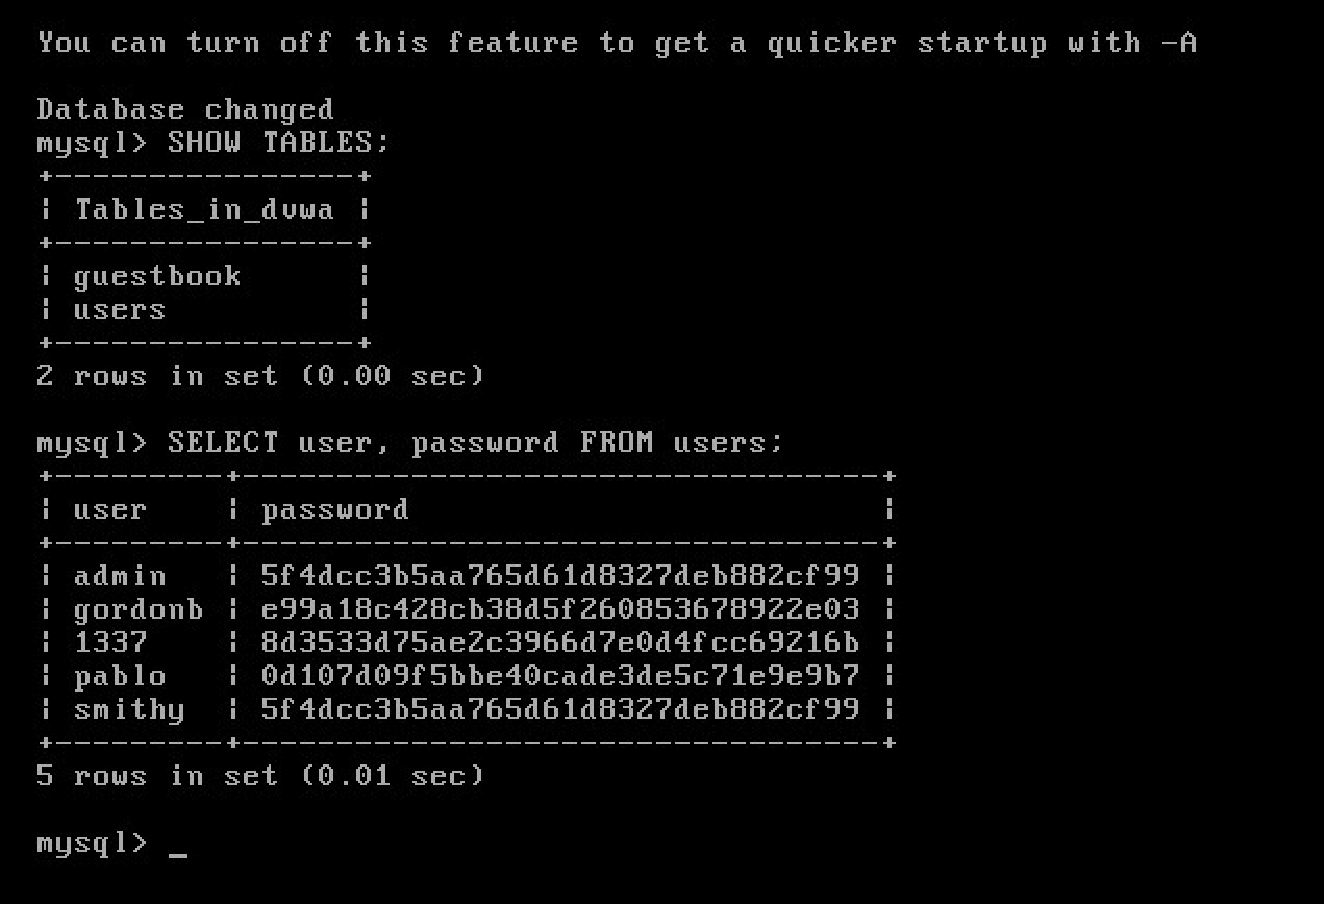 You can turn off this feature to get a quicker startup with -A
Database changed
mysql> SHOW TABLES;
+----------------+
| Tables_in_dvwa |
+----------------+
| guestbook      |
| users          |
+----------------+
2 rows in set (0.00 sec)
mysql> SELECT user, password FROM users;
+---------+----------------------------------+
| user    | password                         |
+---------+----------------------------------+
| admin   | 5f4dcc3b5aa765d61d8327deb882cf99 |
| gordonb | e99a18c428cb38d5f260853678922e03 |
| 1337    | 8d3533d75ae2c3966d7e0d4fcc69216b |
| pablo   | 0d107d09f5bbe40cade3de5c71e9e9b7 |
| smithy  | 5f4dcc3b5aa765d61d8327deb882cf99 |
+---------+----------------------------------+
5 rows in set (0.01 sec)
mysql> _